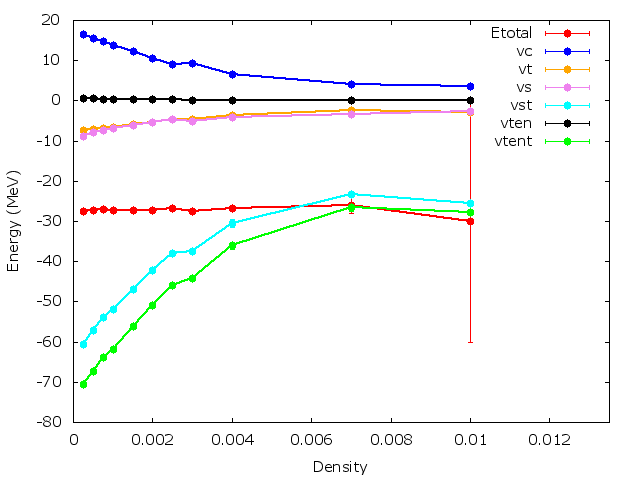 20
10
0
-10
-20
-30
-40
-50
-60
-70
-80
Energy (MeV)
Etotal
vc
vt
vs
vst
vten
vtent
0 0.002 0.004 0.006 0.008 0.01 0.012
Density